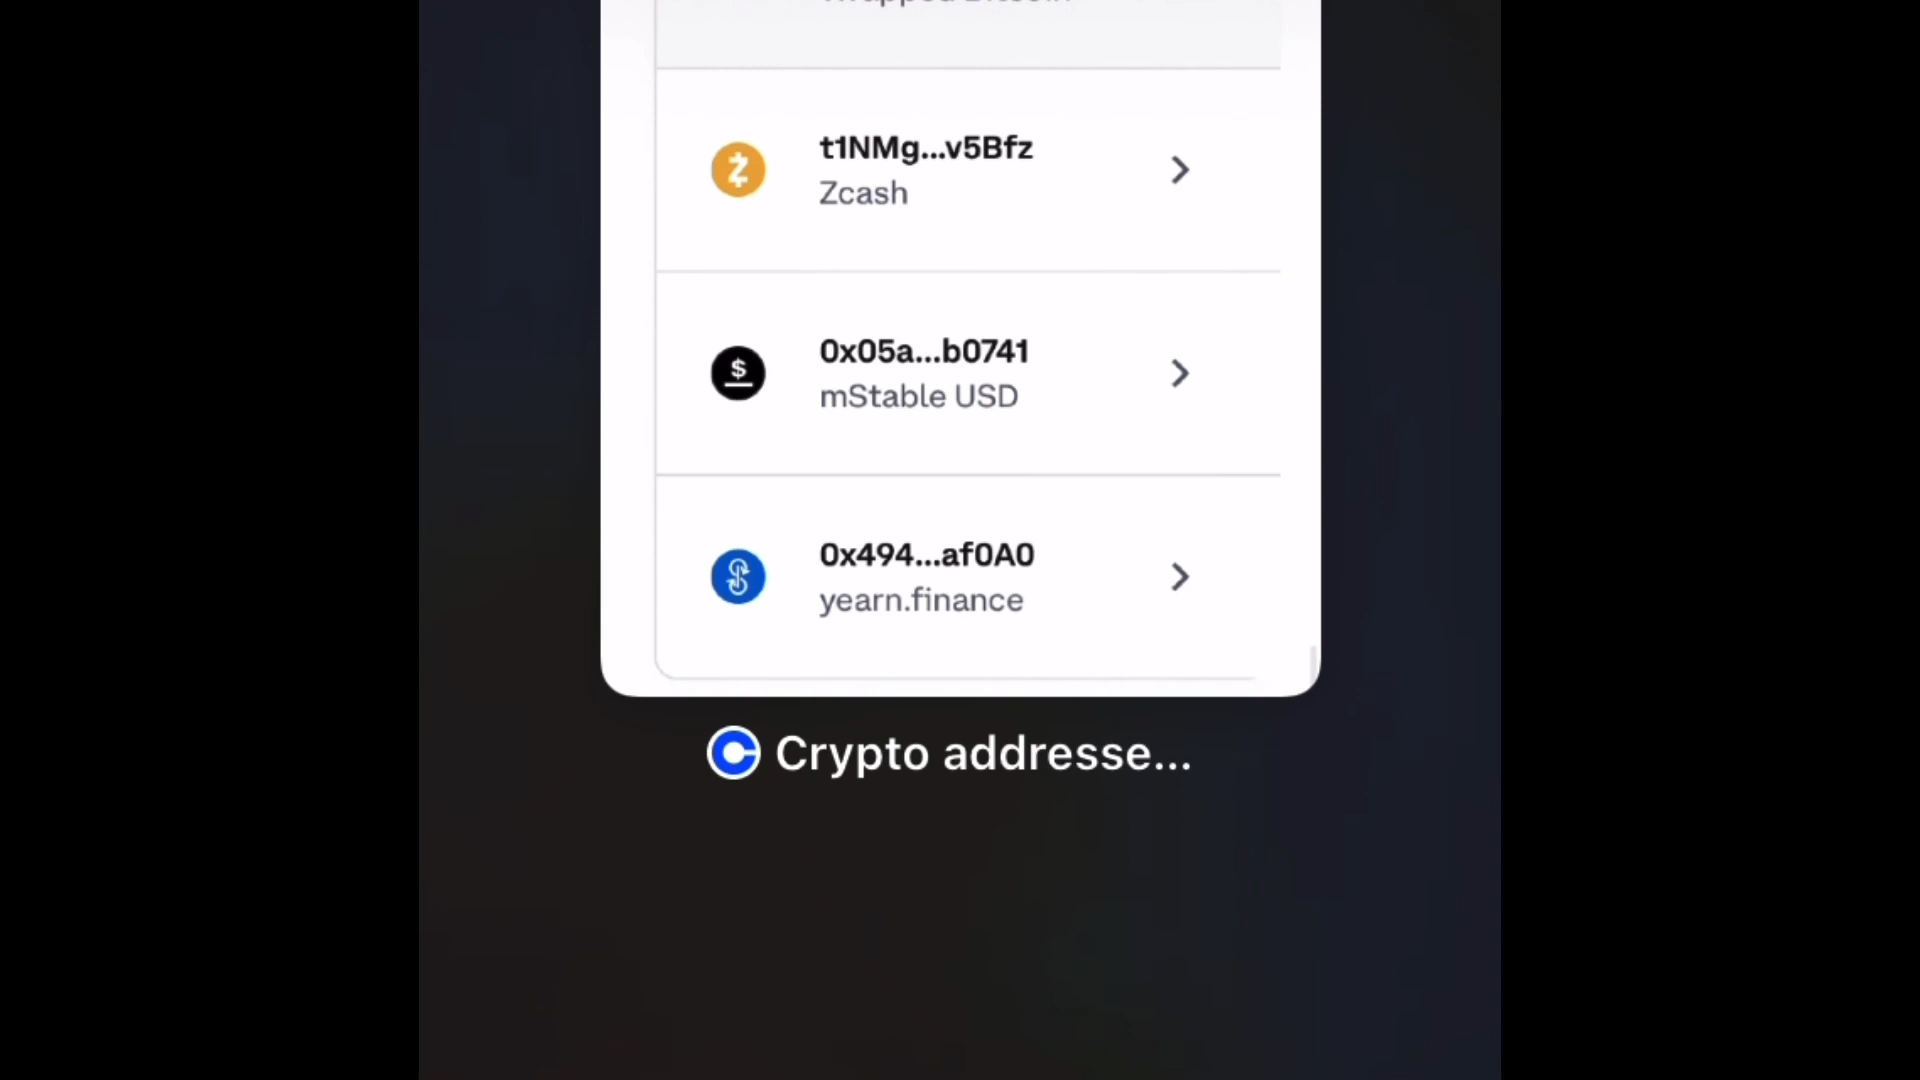 t1NMg...v5Bfz
Zcash
0x05a...b0741
mStable USD
0x494...af0A0
yearn.finance
Crypto addresse...